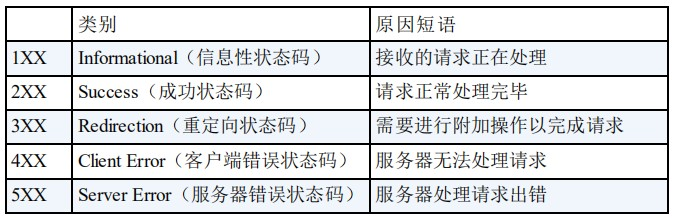 类别 原因短语
1XX Informational（信息性状态码） 接收的请求正在处理
2XX Success（成功状态码） 请求正常处理完毕
3XX Redirection（重定向状态码） 需要进行附加操作以完成请求
4XX Client Error（客户端错误状态码） 服务器无法处理请求
5XX Server Error（服务器错误状态码） 服务器处理请求出错